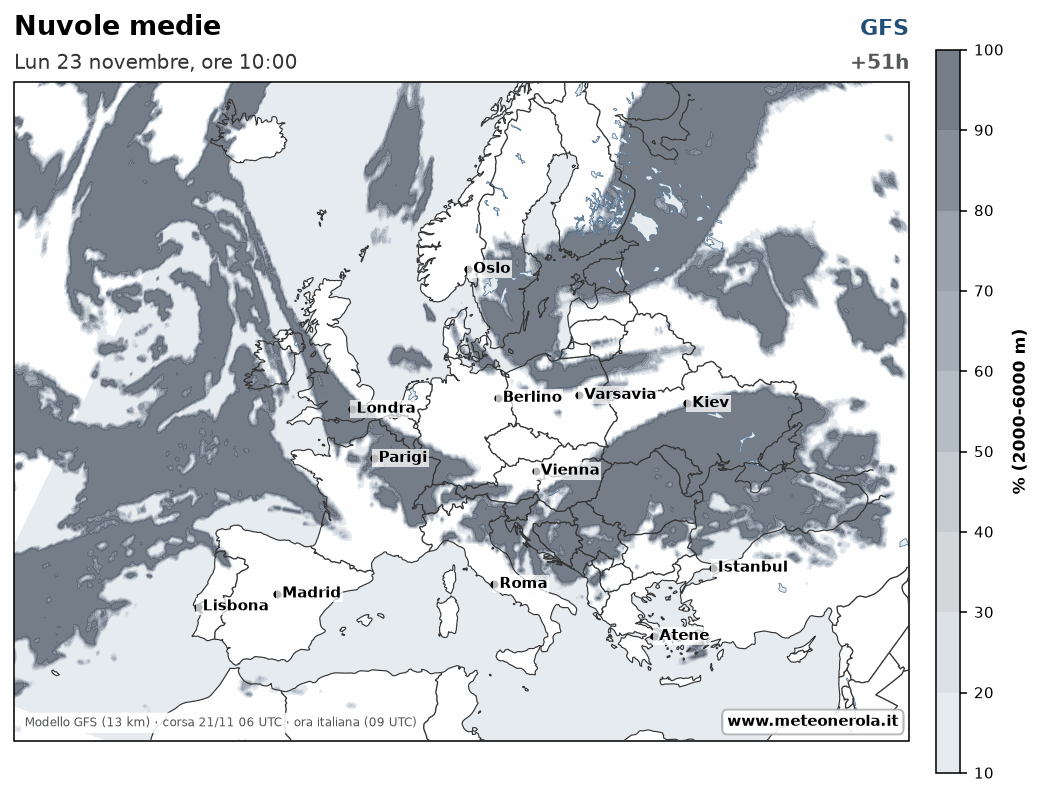 Nuvole medie
GFS
Lun 23 novembre, ore 10:00
+51h
100
90
80
70
60
50
40
30
20
10
% (2000-6000 m)
Oslo
Londra
Berlino
Varsavia
Kiev
Parigi
Vienna
Istanbul
Roma
Madrid
Lisbona
Atene
Modello GFS (13 km) · corsa 21/11 06 UTC · ora italiana (09 UTC)
www.meteonerola.it